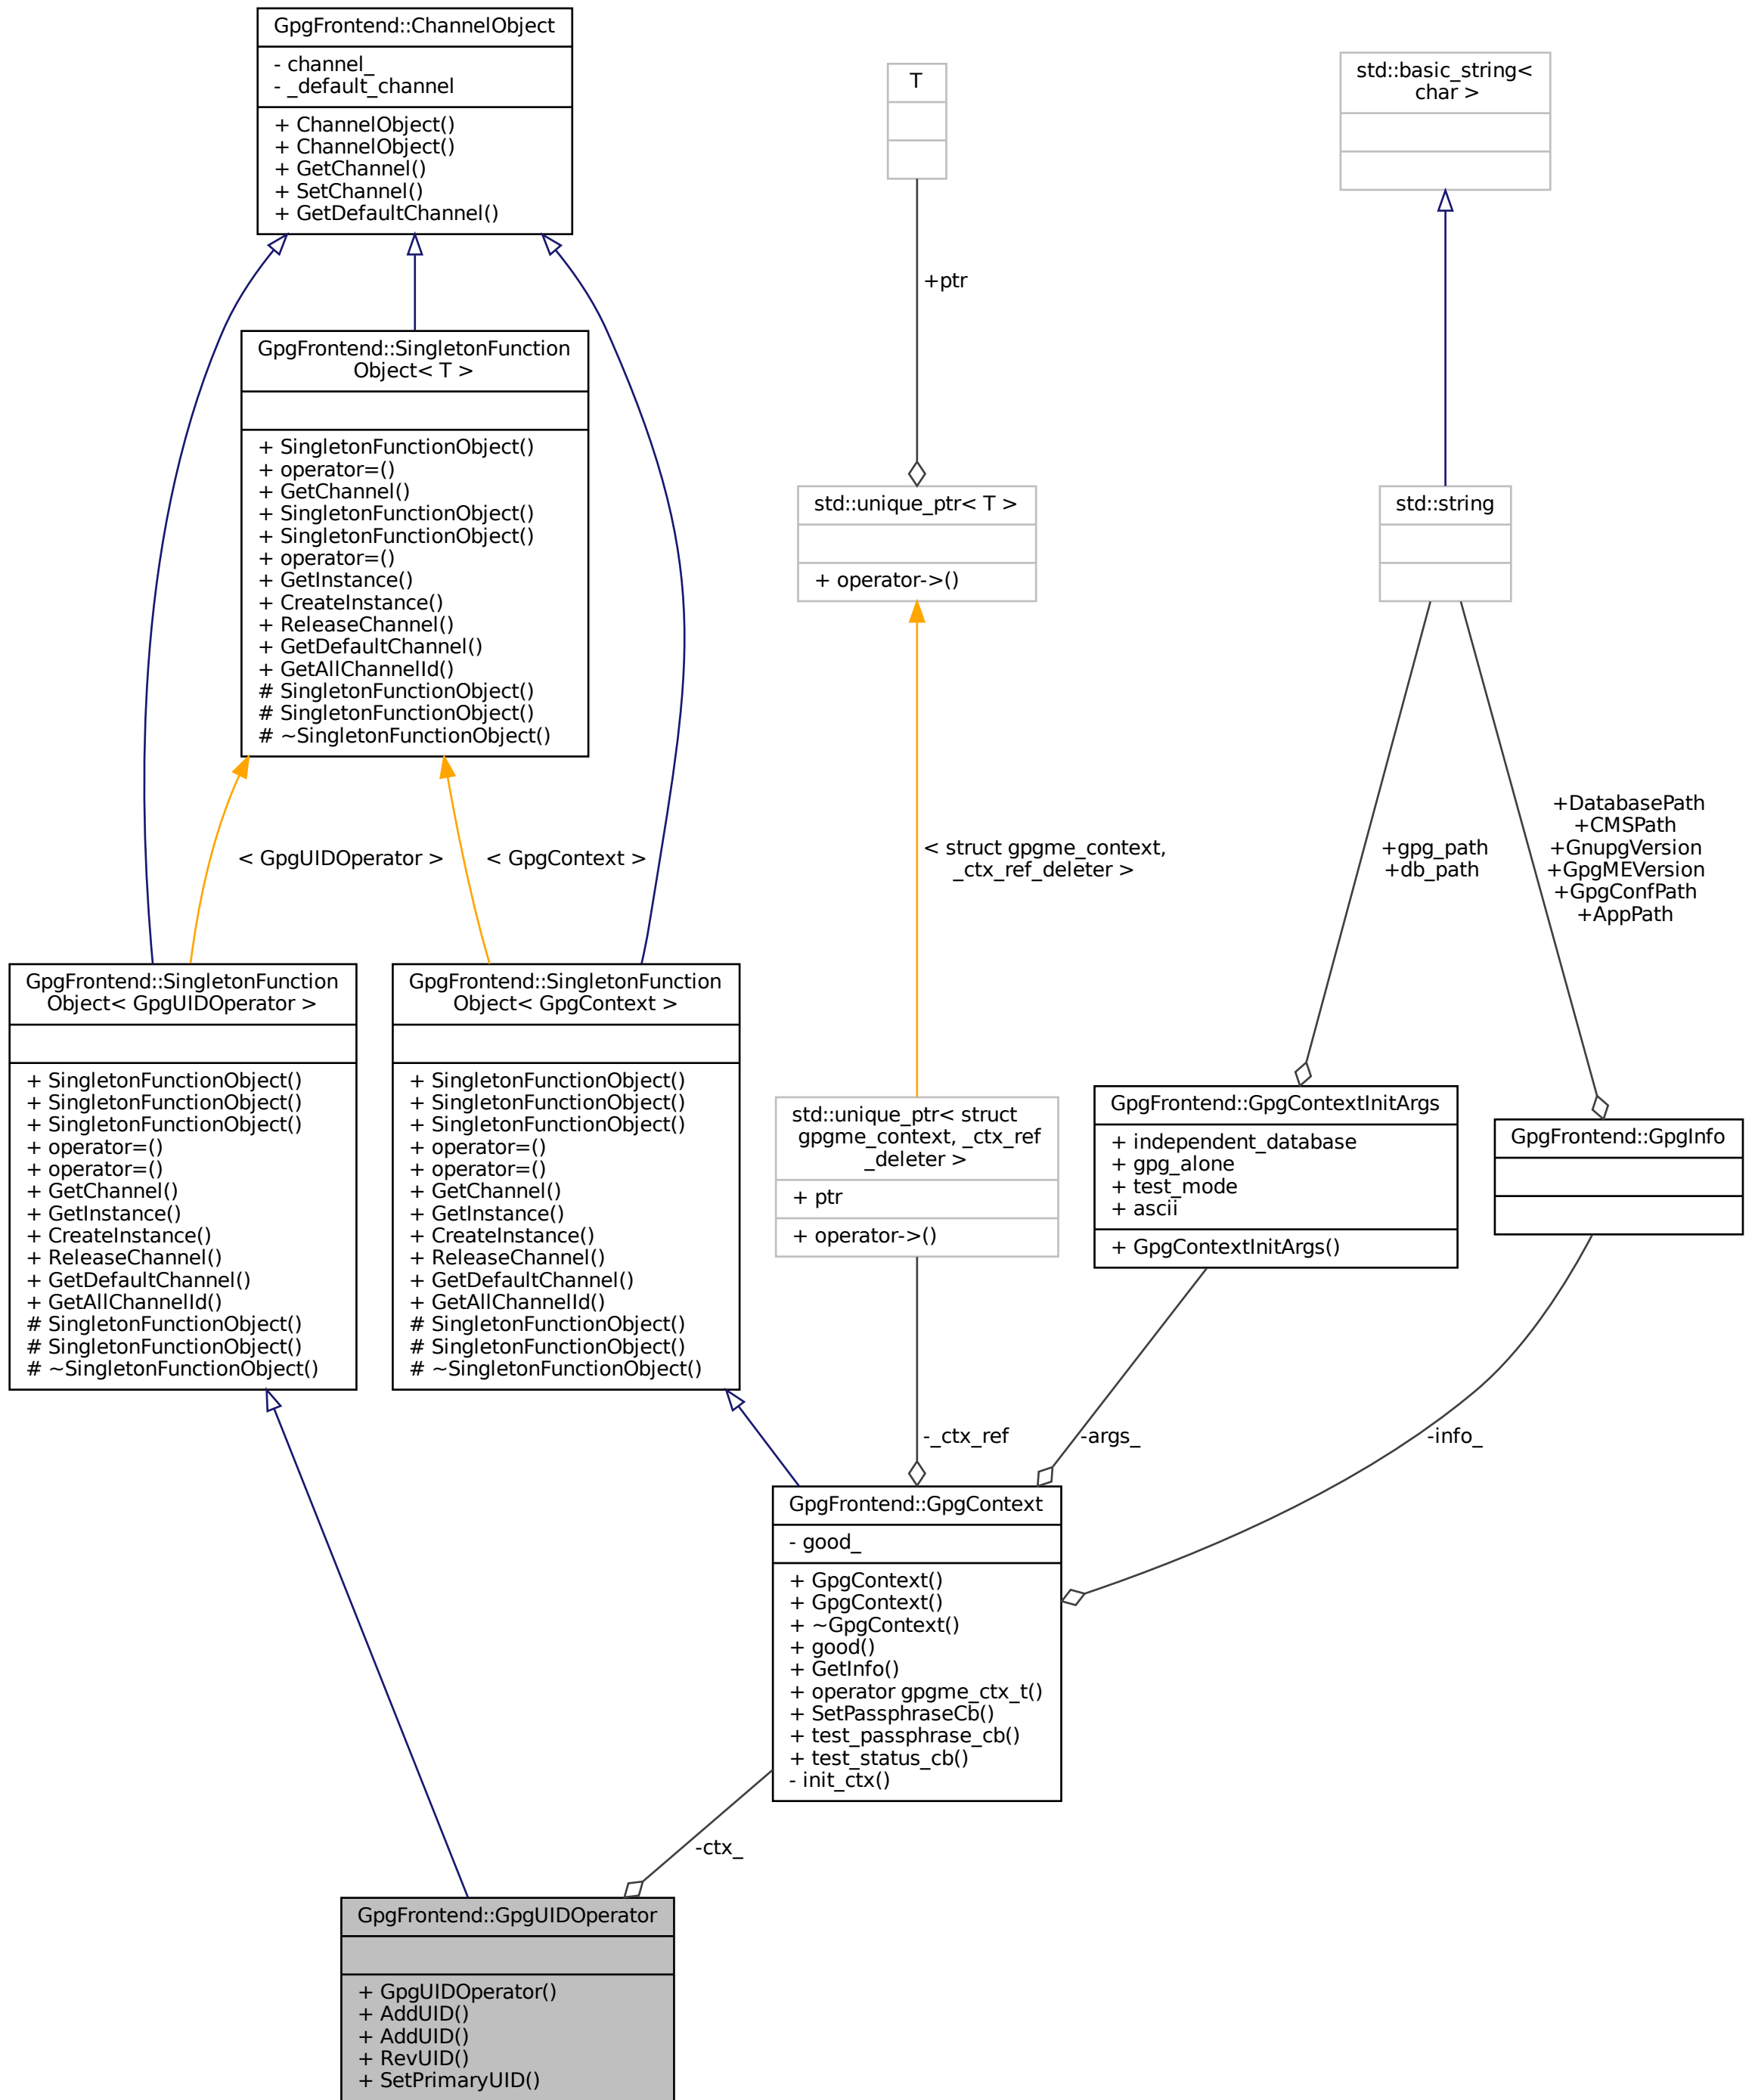 GpgFrontend::ChannelObject
- channel_
- _default_channel
+ ChannelObject()
+ ChannelObject()
+ GetChannel()
+ SetChannel()
+ GetDefaultChannel()
T
std::basic_string<
char >
+ptr
GpgFrontend::SingletonFunction
Object< T >
+ SingletonFunctionObject()
+ operator=()
+ GetChannel()
+ SingletonFunctionObject()
+ SingletonFunctionObject()
+ operator=()
+ GetInstance()
+ CreateInstance()
+ ReleaseChannel()
+ GetDefaultChannel()
+ GetAllChannelId()
# SingletonFunctionObject()
# SingletonFunctionObject()
# ~SingletonFunctionObject()
std::unique_ptr< T >
+ operator->()
std::string
< GpgUIDOperator >
< GpgContext >
< struct gpgme_context,
_ctx_ref_deleter >
+gpg_path
+db_path
+DatabasePath
+CMSPath
+GnupgVersion
+GpgMEVersion
+GpgConfPath
+AppPath
GpgFrontend::SingletonFunction
Object< GpgUIDOperator >
+ SingletonFunctionObject()
+ SingletonFunctionObject()
+ SingletonFunctionObject()
+ operator=()
+ operator=()
+ GetChannel()
+ GetInstance()
+ CreateInstance()
+ ReleaseChannel()
+ GetDefaultChannel()
+ GetAllChannelId()
# SingletonFunctionObject()
# SingletonFunctionObject()
# ~SingletonFunctionObject()
GpgFrontend::SingletonFunction
Object< GpgContext >
+ SingletonFunctionObject()
+ SingletonFunctionObject()
+ SingletonFunctionObject()
+ operator=()
+ operator=()
+ GetChannel()
+ GetInstance()
+ CreateInstance()
+ ReleaseChannel()
+ GetDefaultChannel()
+ GetAllChannelId()
# SingletonFunctionObject()
# SingletonFunctionObject()
# ~SingletonFunctionObject()
std::unique_ptr< struct
gpgme_context, _ctx_ref
_deleter >
+ ptr
+ operator->()
GpgFrontend::GpgContextInitArgs
+ independent_database
+ gpg_alone
+ test_mode
+ ascii
+ GpgContextInitArgs()
GpgFrontend::GpgInfo
-_ctx_ref
-args_
-info_
GpgFrontend::GpgContext
- good_
+ GpgContext()
+ GpgContext()
+ ~GpgContext()
+ good()
+ GetInfo()
+ operator gpgme_ctx_t()
+ SetPassphraseCb()
+ test_passphrase_cb()
+ test_status_cb()
- init_ctx()
-ctx_
GpgFrontend::GpgUIDOperator
+ GpgUIDOperator()
+ AddUID()
+ AddUID()
+ RevUID()
+ SetPrimaryUID()